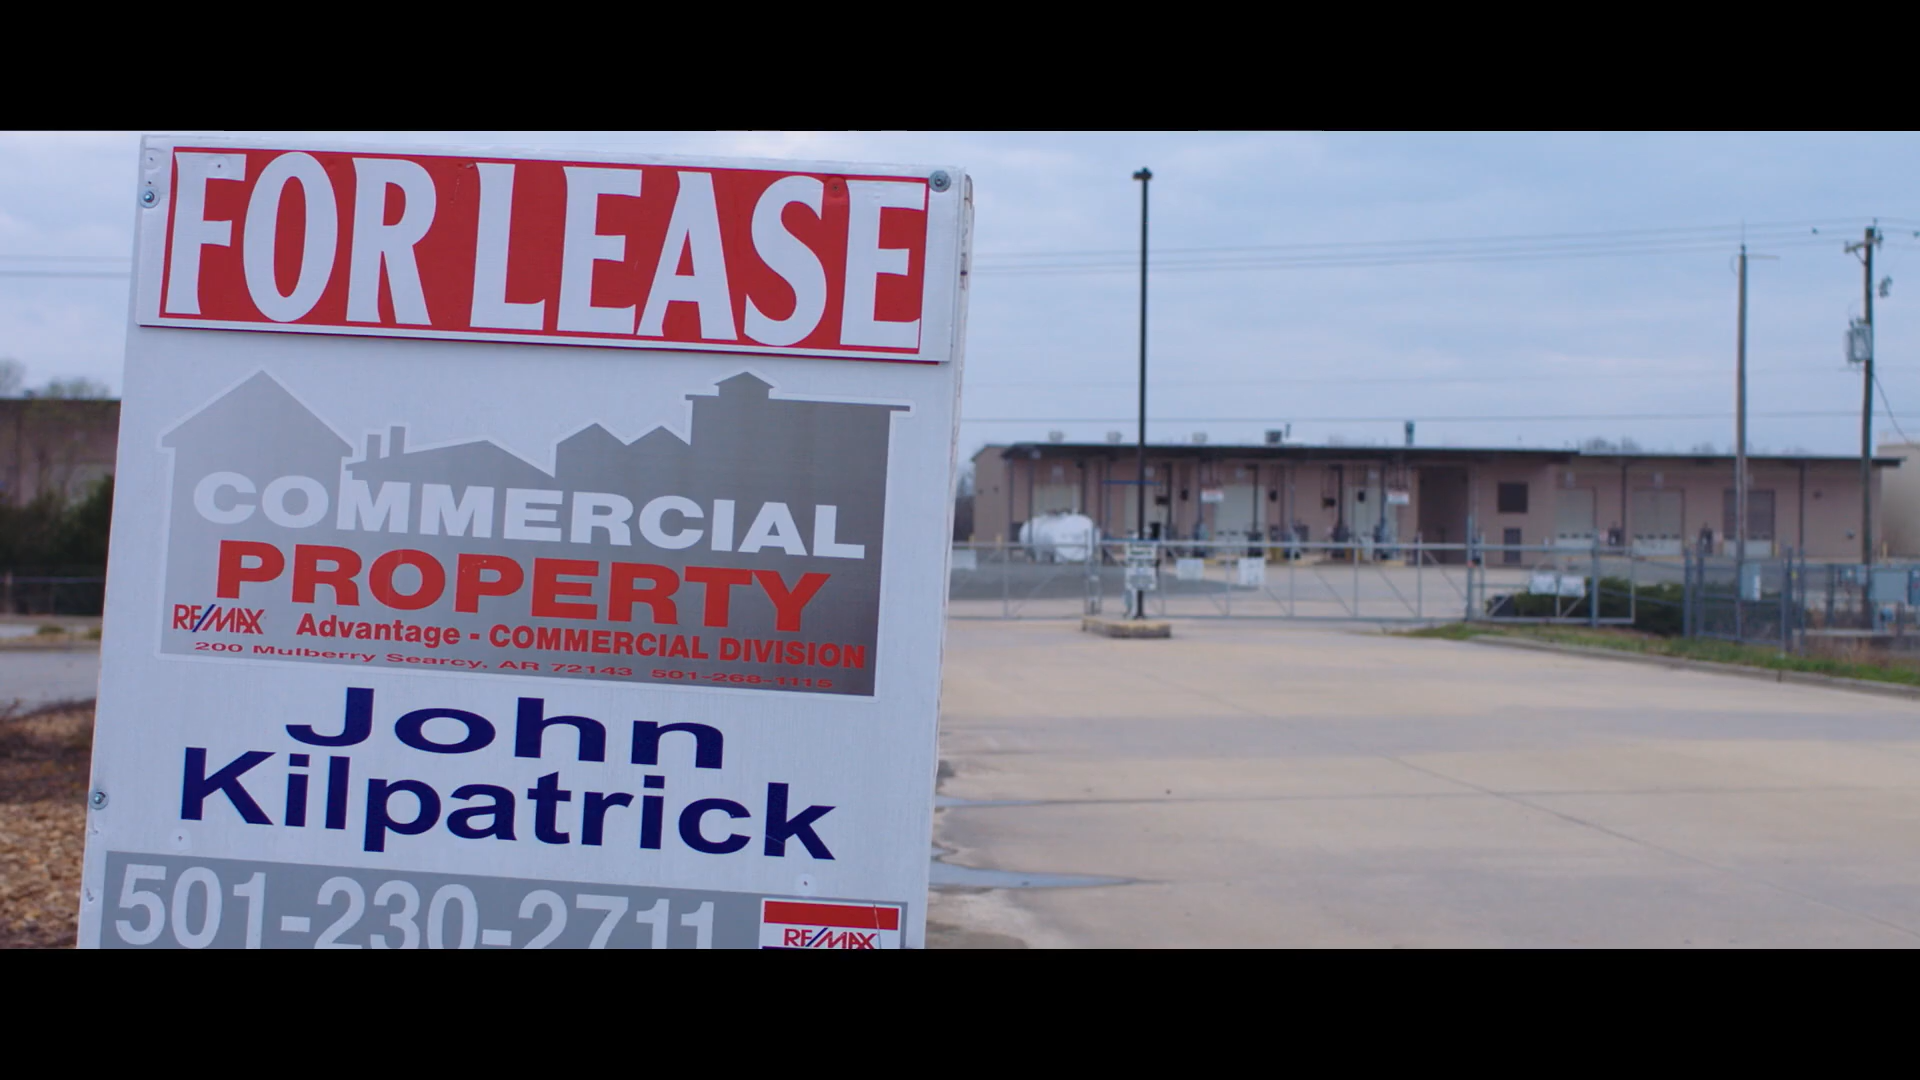 FOR LEASE
COMMERCIAL
PROPERTY
RE/MAX Advantage - COMMERCIAL DIVISION
200 Mulberry Searcy, AR 72143 501-268-1115
John
Kilpatrick
501-230-2711
RE/MAX